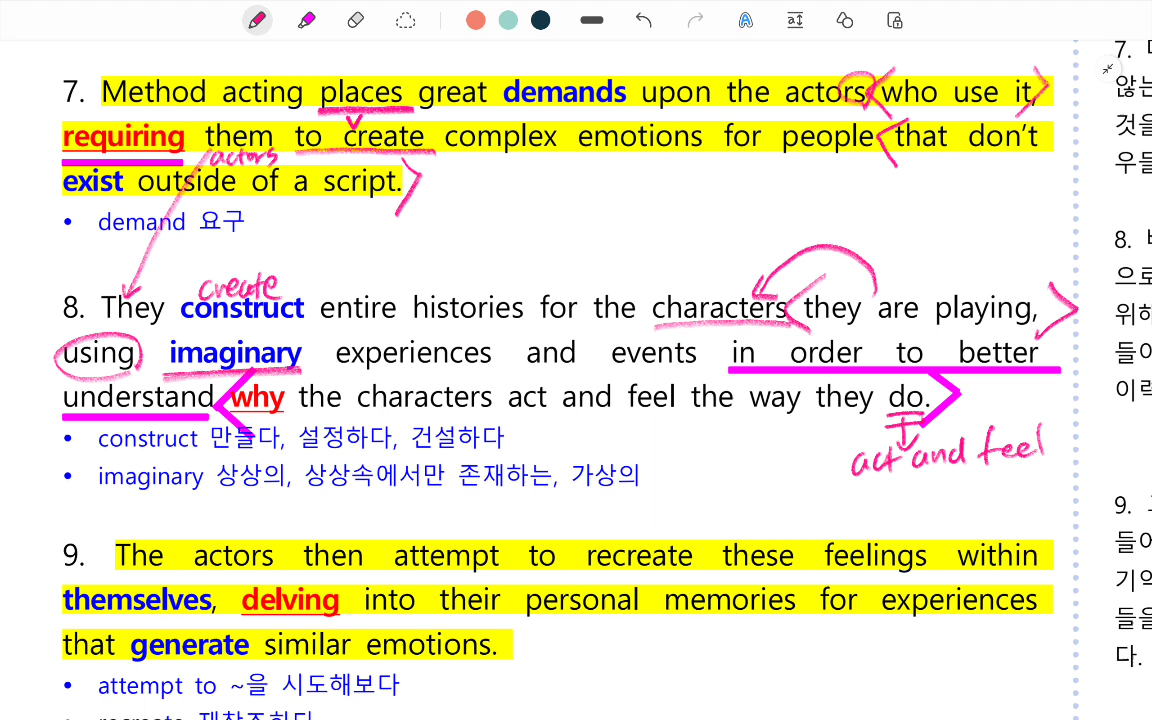 7. Method acting places great demands upon the actors who use it,
requiring them to create complex emotions for people that don't
actors
exist outside of a script.
• demand 요구
create
8. They construct entire histories for the characters they are playing,
using imaginary experiences and events in order to better
understand why the characters act and feel the way they do.
• construct 만들다, 설정하다, 건설하다
act and feel
• imaginary 상상의, 상상속에서만 존재하는, 가상의
9. The actors then attempt to recreate these feelings within
themselves, delving into their personal memories for experiences
that generate similar emotions.
• attempt to ~을 시도해보다
• recreate 재창조하다
7.
않는
것을
우들
8.
으로
위해
들이
이력
9.
들어
기억
들을
다.